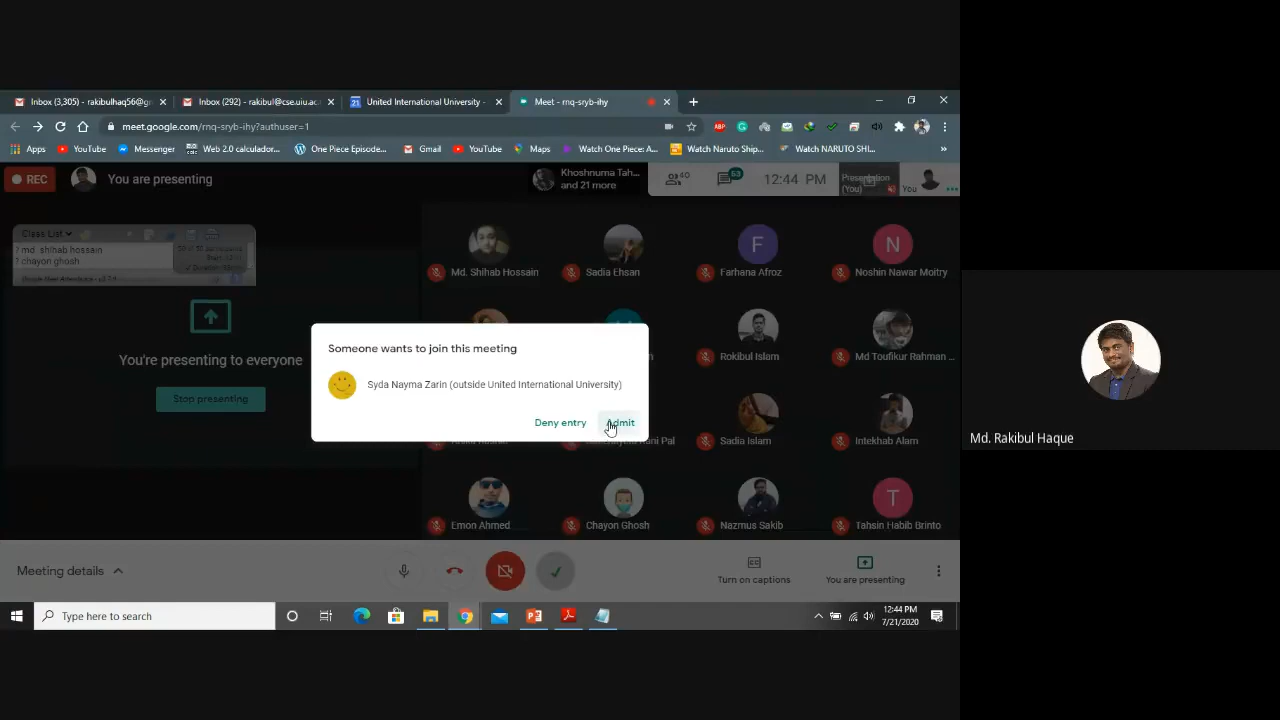 Inbox (3,305) - rakibulhaq56@gr
Inbox (292) - rakibul@cse.uiu.ac.
United International University -
Meet - rnq-sryb-ihy
meet.google.com/rnq-sryb-ihy?authuser=1
Apps YouTube Messenger Web 2.0 calculador... One Piece Episode... Gmail YouTube Maps Watch One Piece: A... Watch Naruto Ship... Watch NARUTO SHI... »
REC
You are presenting
Khoshnuma Tah...
and 21 more
40
63
12:44 PM
Presentation
(You)
You
Class List
? md. shihab hossain
? chayon ghosh
You're presenting to everyone
Stop presenting
Md. Shihab Hossain
Sadia Ehsan
F
Farhana Afroz
N
Noshin Nawar Moitry
Rokibul Islam
Md Toufikur Rahman ...
Someone wants to join this meeting
Syda Nayma Zarin (outside United International University)
Deny entry
Admit
Pal
Sadia Islam
Intekhab Alam
Emon Ahmed
Chayon Ghosh
Nazmus Sakib
T
Tahsin Habib Brinto
Md. Rakibul Haque
Meeting details
Turn on captions
You are presenting
Type here to search
12:44 PM
7/21/2020